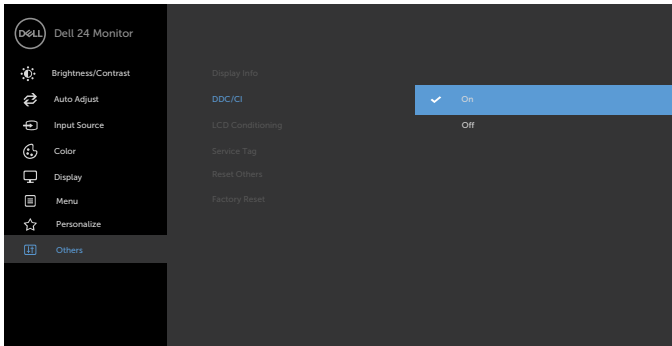 DELL Dell 24 Monitor
Brightness/Contrast
Auto Adjust
Input Source
Color
Display
Menu
Personalize
Others
Display Info
DDC/CI
LCD Conditioning
Service Tag
Reset Others
Factory Reset
On
Off